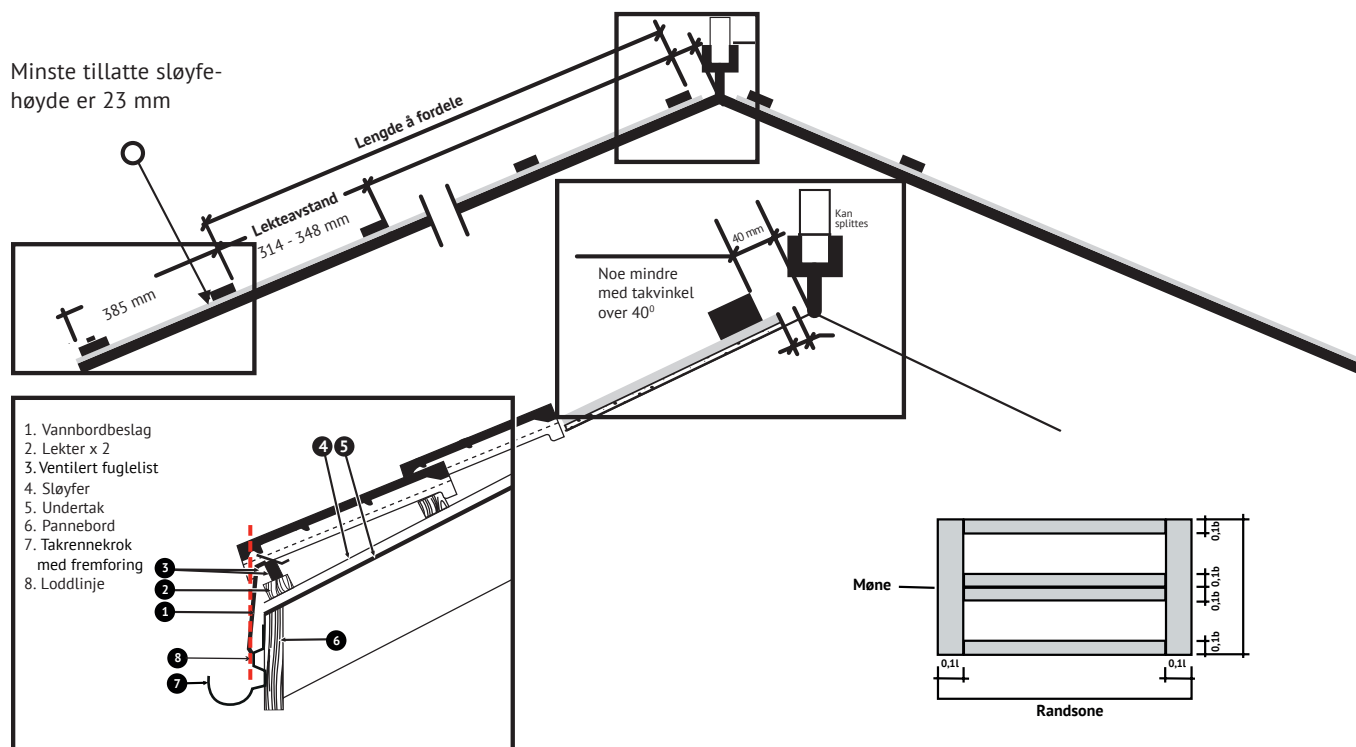 Minste tillatte sløyfe-
høyde er 23 mm
Lengde å fordele
Lekteavstand
314 - 348 mm
385 mm
Kan
splittes
40 mm
Noe mindre
med takvinkel
over 40⁰
1. Vannbordbeslag
2. Lekter x 2
3. Ventilert fuglelist
4. Sløyfer
5. Undertak
6. Pannebord
7. Takrennekrok
med fremforing
8. Loddlinje
4 5
3
2
1
6
8
7
Møne
0,1b
0,1b
0,1b
0,1b
0,1l
0,1l
Randsone